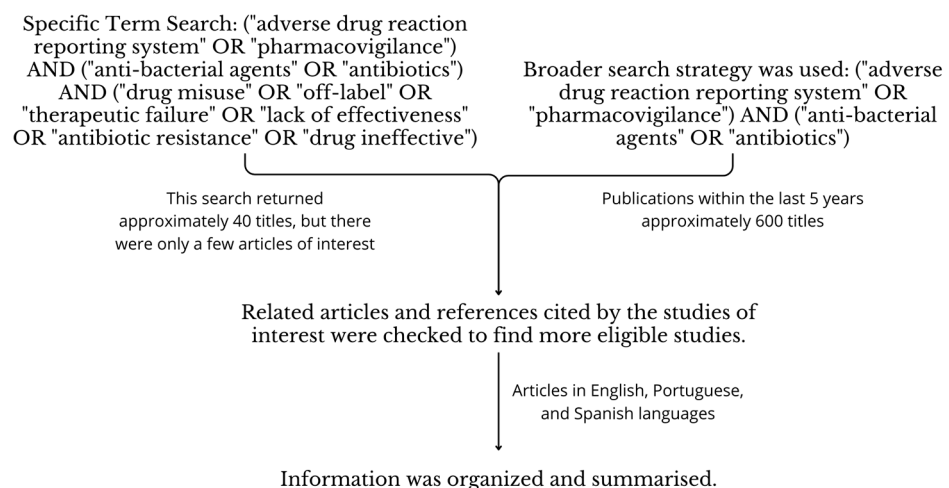 Specific Term Search: ("adverse drug reaction
reporting system" OR "pharmacovigilance")
AND ("anti-bacterial agents" OR "antibiotics")
AND ("drug misuse" OR "off-label" OR
"therapeutic failure" OR "lack of effectiveness"
OR "antibiotic resistance" OR "drug ineffective")
Broader search strategy was used: ("adverse
drug reaction reporting system" OR
"pharmacovigilance") AND ("anti-bacterial
agents" OR "antibiotics")
This search returned
approximately 40 titles, but there
were only a few articles of interest
Publications within the last 5 years
approximately 600 titles
Related articles and references cited by the studies of
interest were checked to find more eligible studies.
Articles in English, Portuguese,
and Spanish languages
Information was organized and summarised.